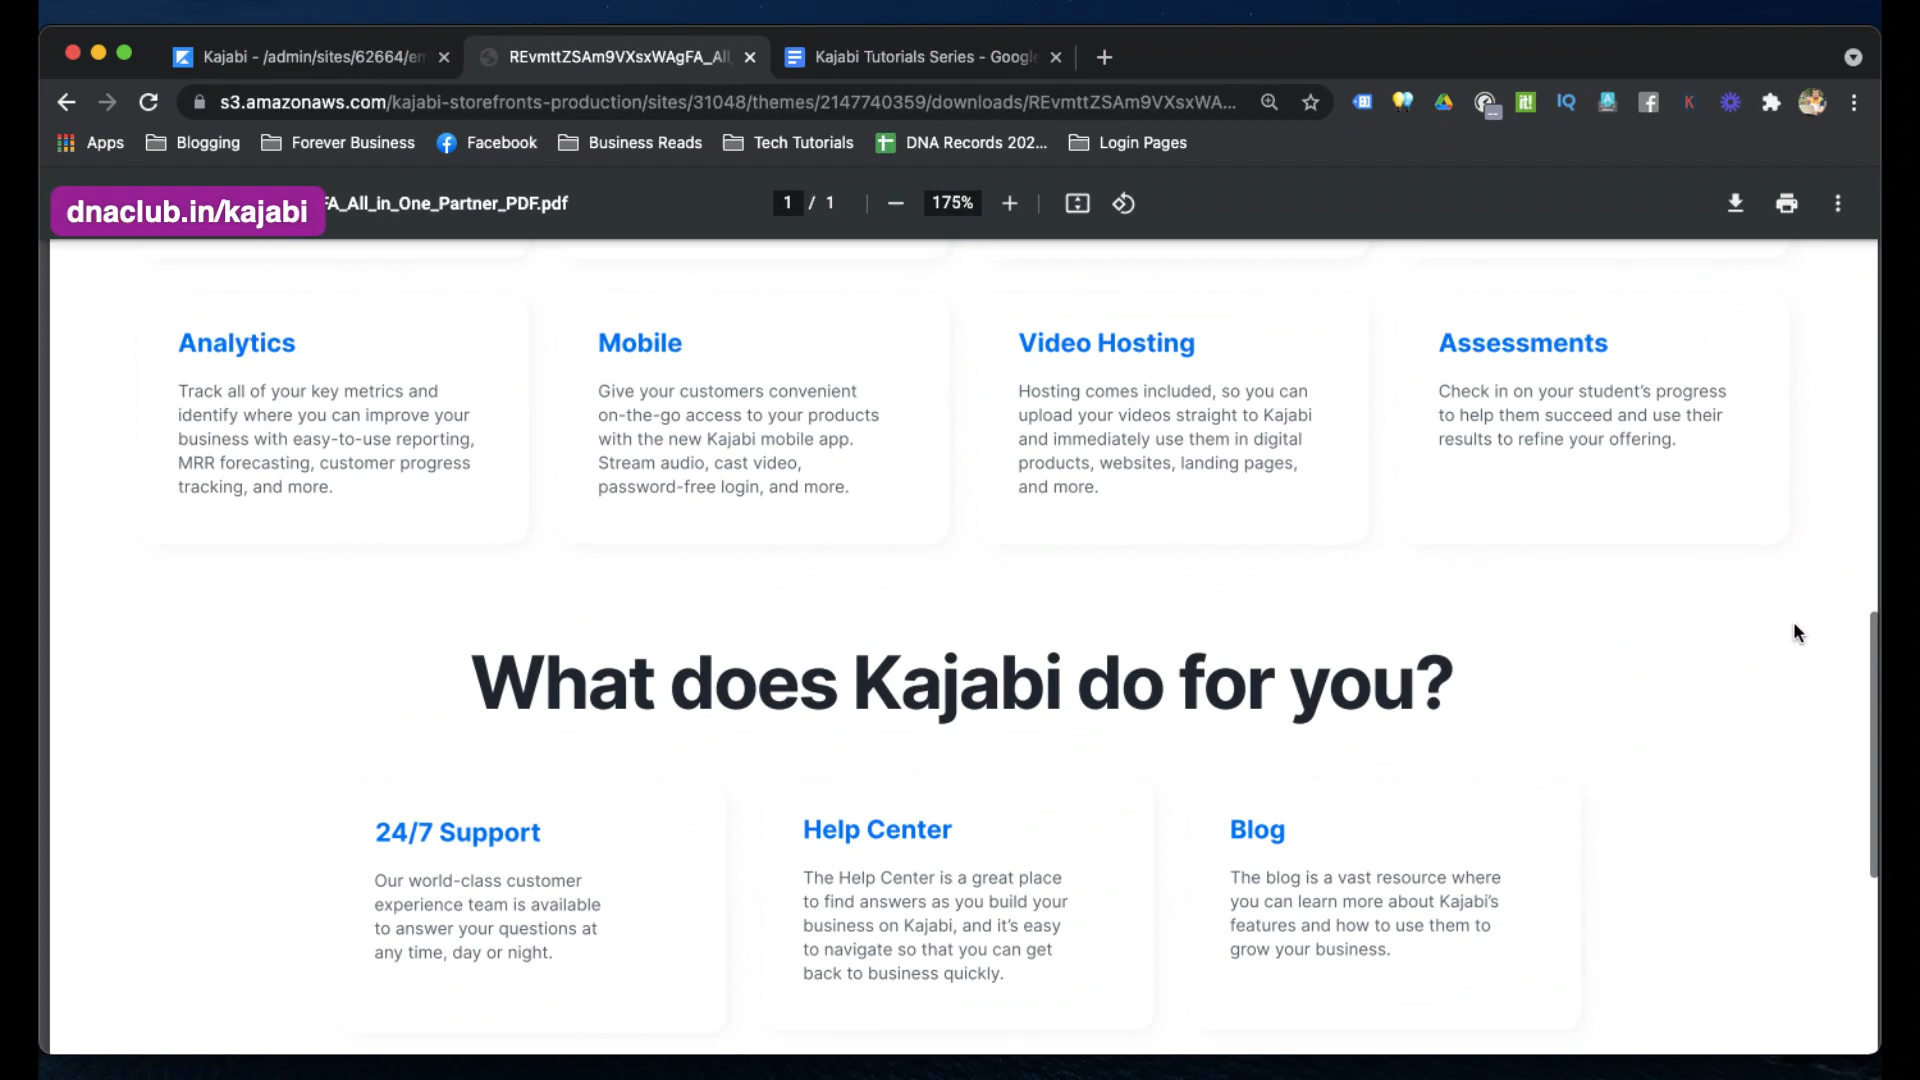 Kajabi - /admin/sites/62664/em
REvmttZSAm9VXsxWAgFA_All
Kajabi Tutorials Series - Google
s3.amazonaws.com/kajabi-storefronts-production/sites/31048/themes/2147740359/downloads/REvmttZSAm9VXsxWA...
Apps
Blogging
Forever Business
Facebook
Business Reads
Tech Tutorials
DNA Records 202...
Login Pages
dnaclub.in/kajabi
FA_All_in_One_Partner_PDF.pdf
1 / 1
175%
Analytics
Track all of your key metrics and
identify where you can improve your
business with easy-to-use reporting,
MRR forecasting, customer progress
tracking, and more.
Mobile
Give your customers convenient
on-the-go access to your products
with the new Kajabi mobile app.
Stream audio, cast video,
password-free login, and more.
Video Hosting
Hosting comes included, so you can
upload your videos straight to Kajabi
and immediately use them in digital
products, websites, landing pages,
and more.
Assessments
Check in on your student's progress
to help them succeed and use their
results to refine your offering.
What does Kajabi do for you?
24/7 Support
Our world-class customer
experience team is available
to answer your questions at
any time, day or night.
Help Center
The Help Center is a great place
to find answers as you build your
business on Kajabi, and it's easy
to navigate so that you can get
back to business quickly.
Blog
The blog is a vast resource where
you can learn more about Kajabi's
features and how to use them to
grow your business.